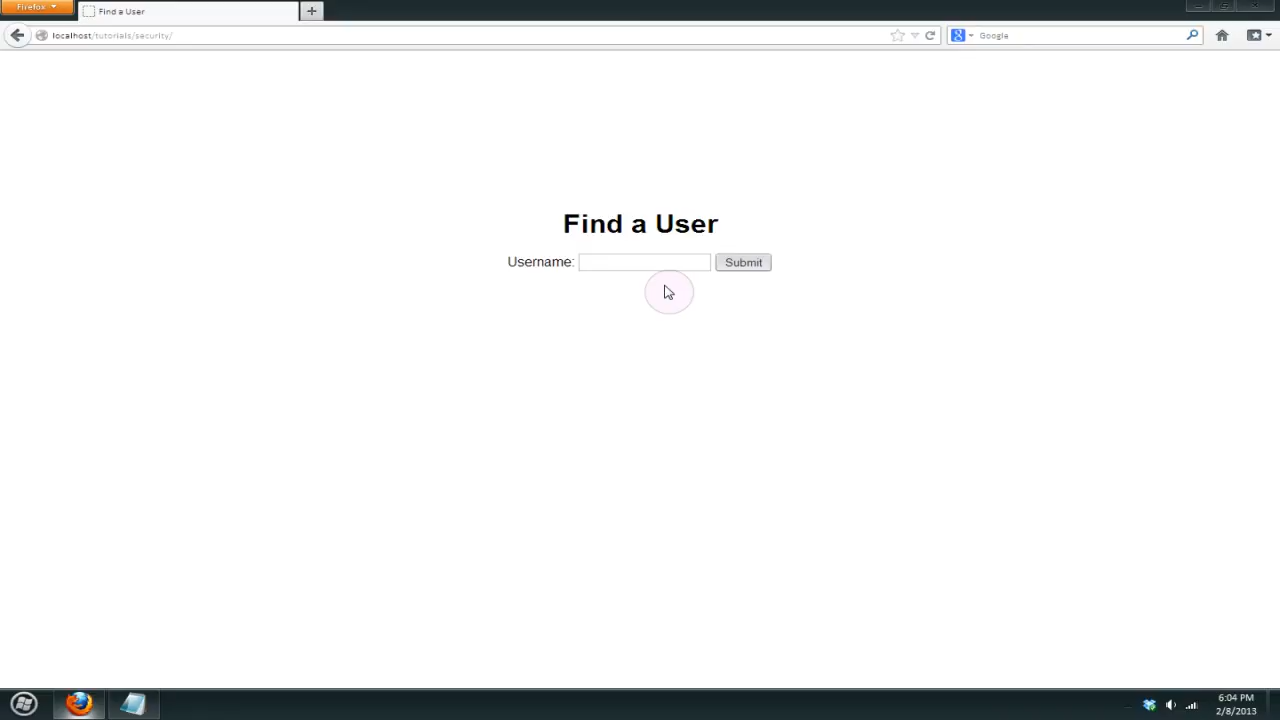 Firefox
Find a User
localhost/tutorials/security/
Google
Find a User
Username:
Submit
6:04 PM
2/8/2013